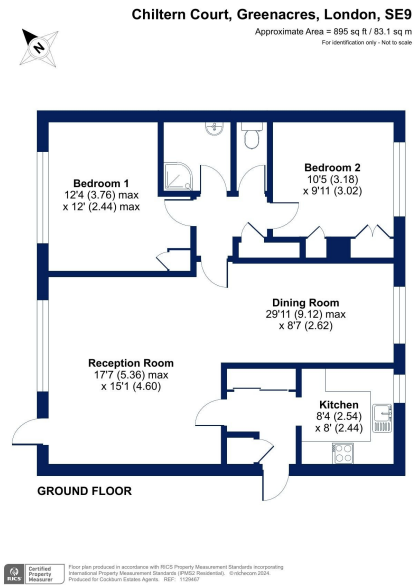 Chiltern Court, Greenacres, London, SE9
Approximate Area = 895 sq ft / 83.1 sq m
For identification only - Not to scale
N
Bedroom 1
12'4 (3.76) max
x 12' (2.44) max
Bedroom 2
10'5 (3.18)
x 9'11 (3.02)
Dining Room
29'11 (9.12) max
x 8'7 (2.62)
Reception Room
17'7 (5.36) max
x 15'1 (4.60)
Kitchen
8'4 (2.54)
x 8' (2.44)
GROUND FLOOR
RICS
Certified
Property
Measurer
Floor plan produced in accordance with RICS Property Measurement Standards incorporating
International Property Measurement Standards (IPMS2 Residential). ©nichecom 2024.
Produced for Cockburn Estates Agents. REF: 1129467